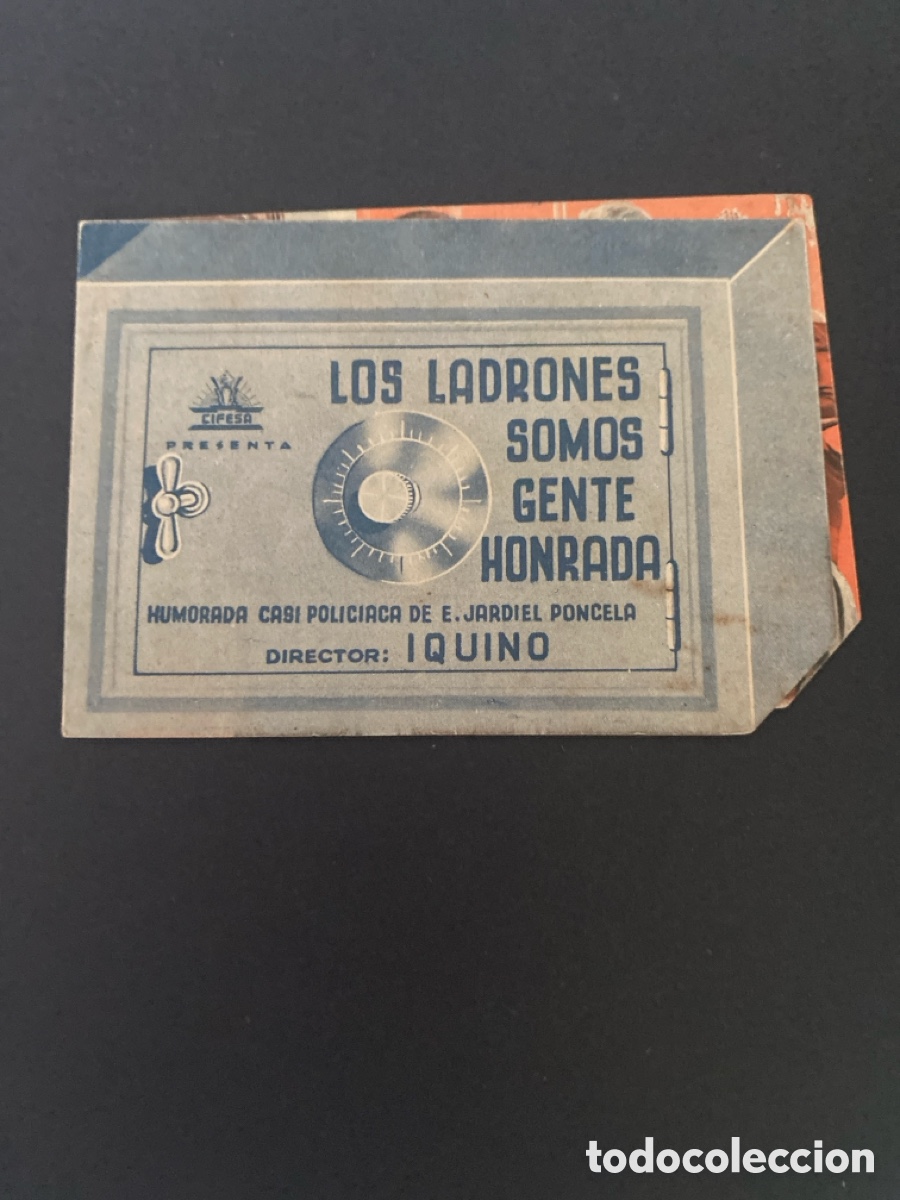 CIFESA
PRESENTA
LOS LADRONES
SOMOS
GENTE
HONRADA
HUMORADA CASI POLICIACA DE E. JARDIEL PONCELA
DIRECTOR: IQUINO
todocoleccion